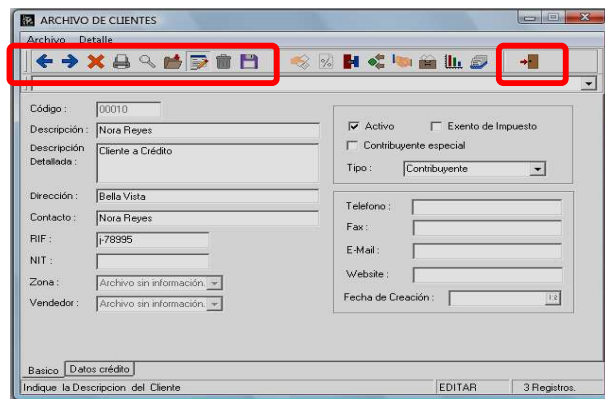 ARCHIVO DE CLIENTES
Archivo Detalle
Código : 00010
Descripción : Nora Reyes
Descripción Detallada : Cliente a Crédito
Dirección : Bella Vista
Contacto : Nora Reyes
RIF : j-78995
NIT :
Zona : Archivo sin información.
Vendedor : Archivo sin información.
Activo Exento de Impuesto
Contribuyente especial
Tipo : Contribuyente
Telefono :
Fax :
E-Mail :
Website :
Fecha de Creación :
Basico Datos crédito
Indique la Descripcion del Cliente EDITAR 3 Registros.